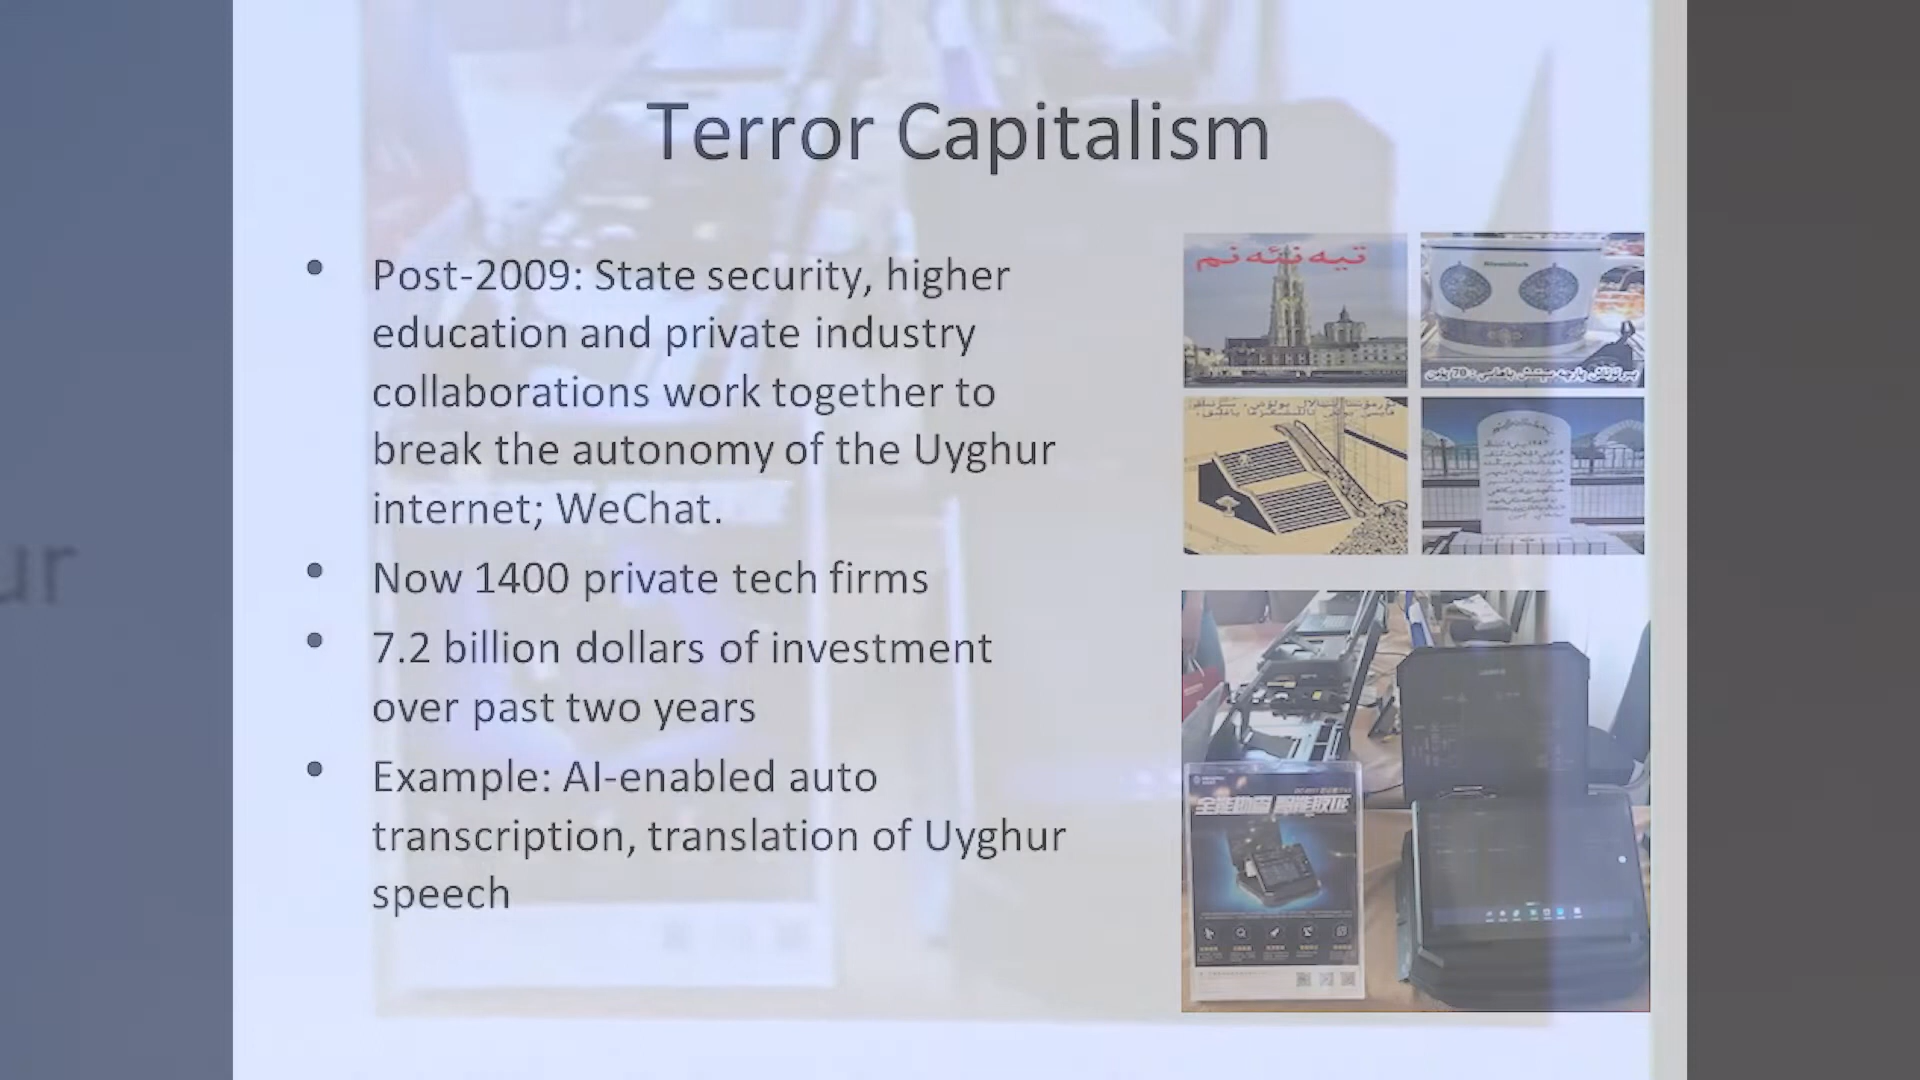 Terror Capitalism
• Post-2009: State security, higher
education and private industry
collaborations work together to
break the autonomy of the Uyghur
internet; WeChat.
• Now 1400 private tech firms
• 7.2 billion dollars of investment
over past two years
• Example: AI-enabled auto
transcription, translation of Uyghur
speech
تيەنئەنم
ur